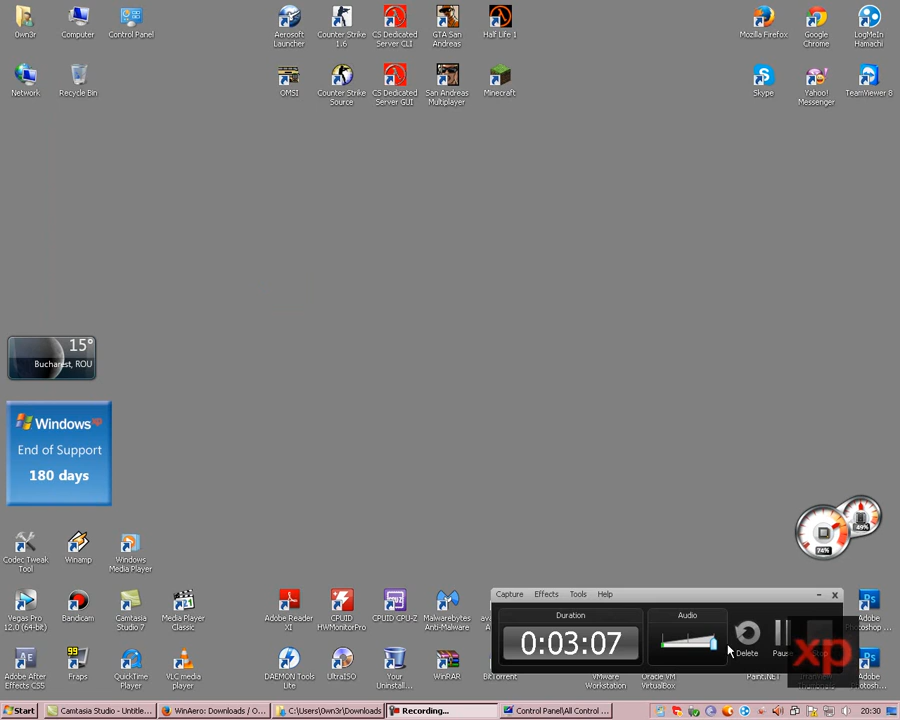 0wn3r
Computer
Control Panel
Aerosoft Launcher
Counter Strike 1.6
CS Dedicated Server CLI
GTA San Andreas
Half Life 1
Mozilla Firefox
Google Chrome
LogMeIn Hamachi
Network
Recycle Bin
OMSI
Counter Strike Source
CS Dedicated Server GUI
San Andreas Multiplayer
Minecraft
Skype
Yahoo! Messenger
TeamViewer 8
15°
Bucharest, ROU
Windows xp
End of Support
180 days
49%
74%
Codec Tweak Tool
Winamp
Windows Media Player
Capture Effects Tools Help
Duration
Audio
0:03:07
Delete
xp
Vegas Pro 12.0 (64-bit)
Bandicam
Camtasia Studio 7
Media Player Classic
Adobe Reader XI
CPUID HWMonitorPro
CPUID CPU-Z
Malwarebytes Anti-Malware
Photoshop ...
99
Adobe After Effects CS5
Fraps
QuickTime Player
VLC media player
DAEMON Tools Lite
UltraISO
Your Uninstal...
WinRAR
BitTorrent
VMware Workstation
Oracle VM VirtualBox
Paint.NET
Adobe Photosh...
Start
Camtasia Studio - Untitle...
WinAero: Downloads / O...
C:\Users\0wn3r\Downloads
Recording...
Control Panel\All Control ...
20:30